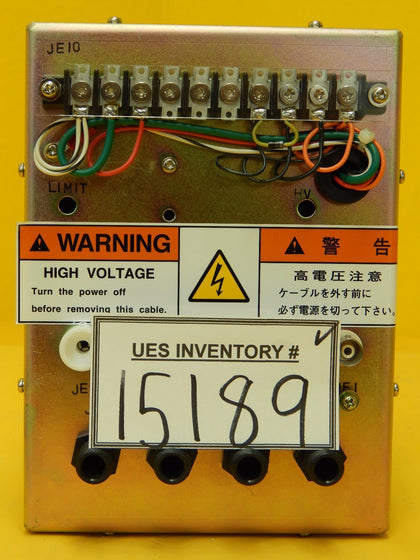 JE10
LIMIT
HV
WARNING
HIGH VOLTAGE
Turn the power off
before removing this cable.
警告
高電圧注意
ケーブルを外す前に
必ず電源を切って下さい。
UES INVENTORY #
15189